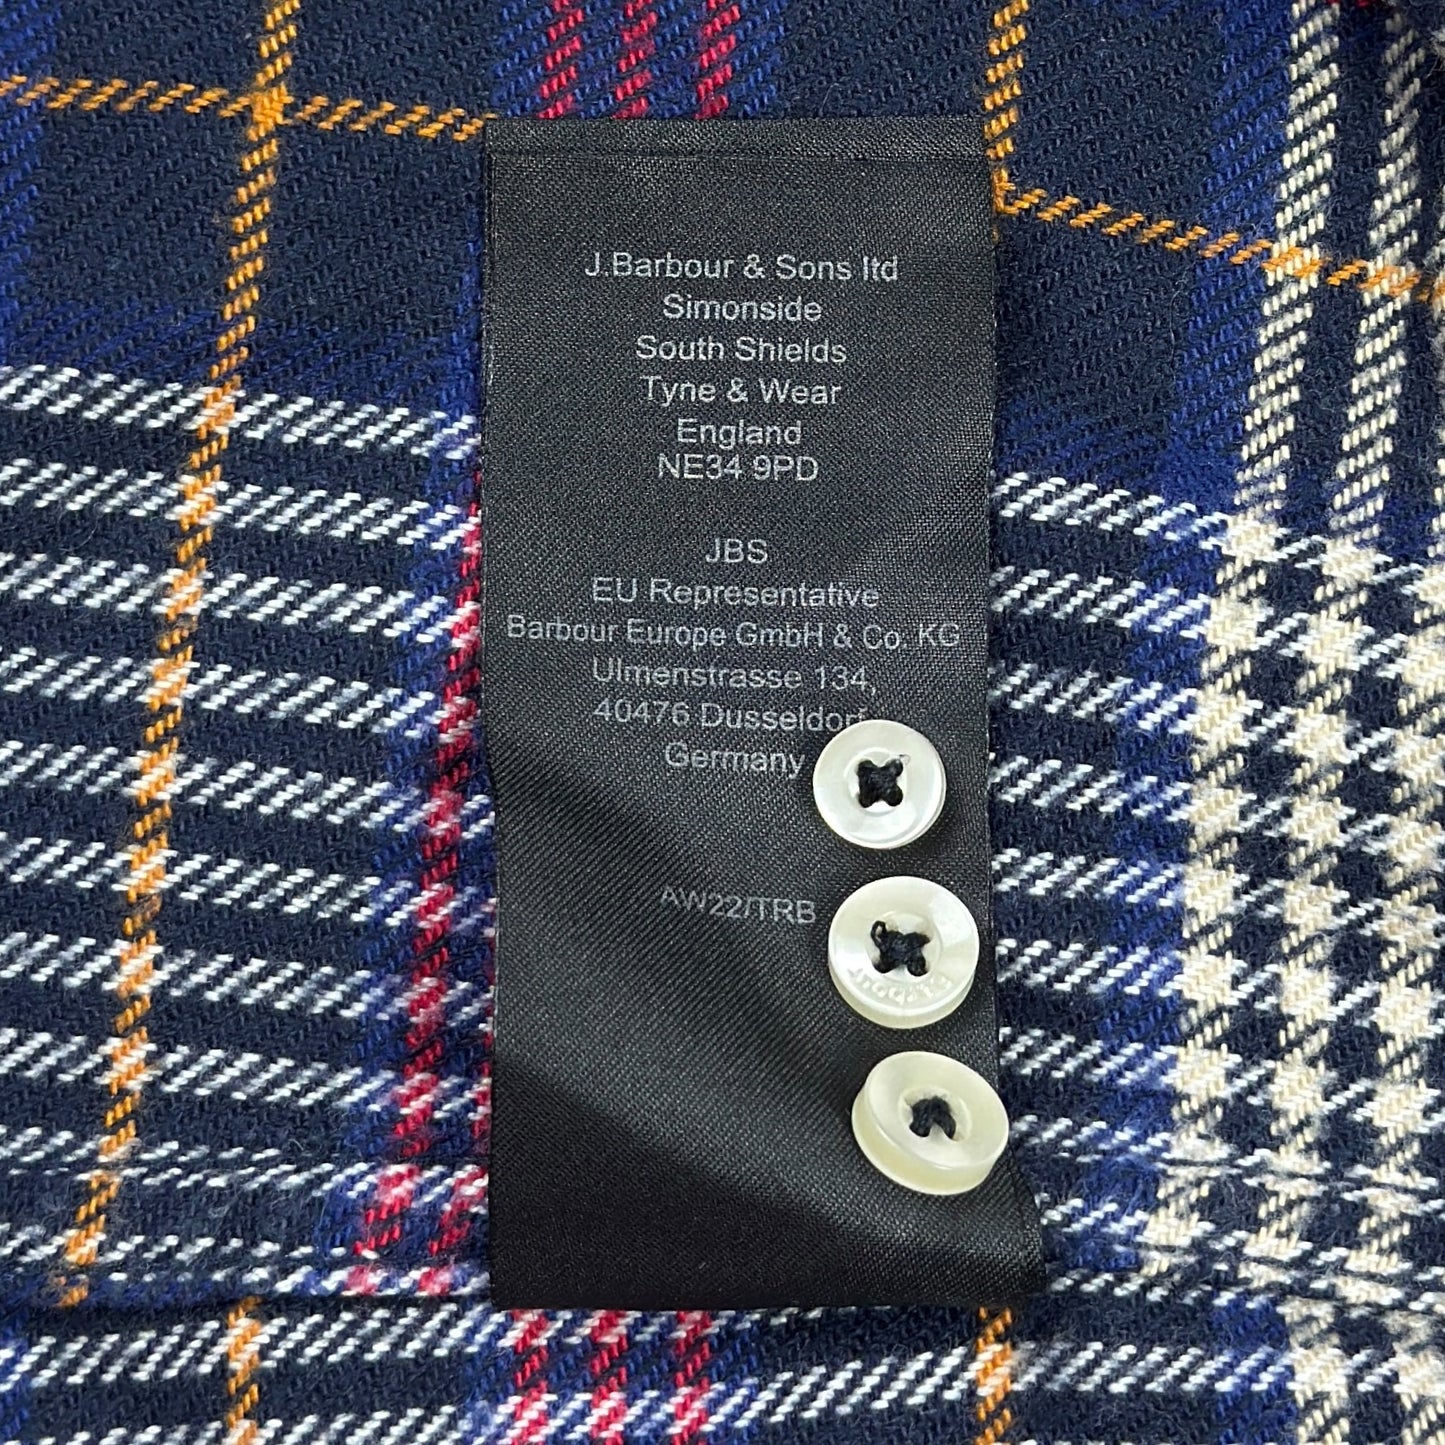 J.Barbour & Sons ltd
Simonside
South Shields
Tyne & Wear
England
NE34 9PD
JBS
EU Representative
Barbour Europe GmbH & Co. KG
Ulmenstrasse 134,
40476 Dusseldorf
Germany
AW22/TRB
Barbour